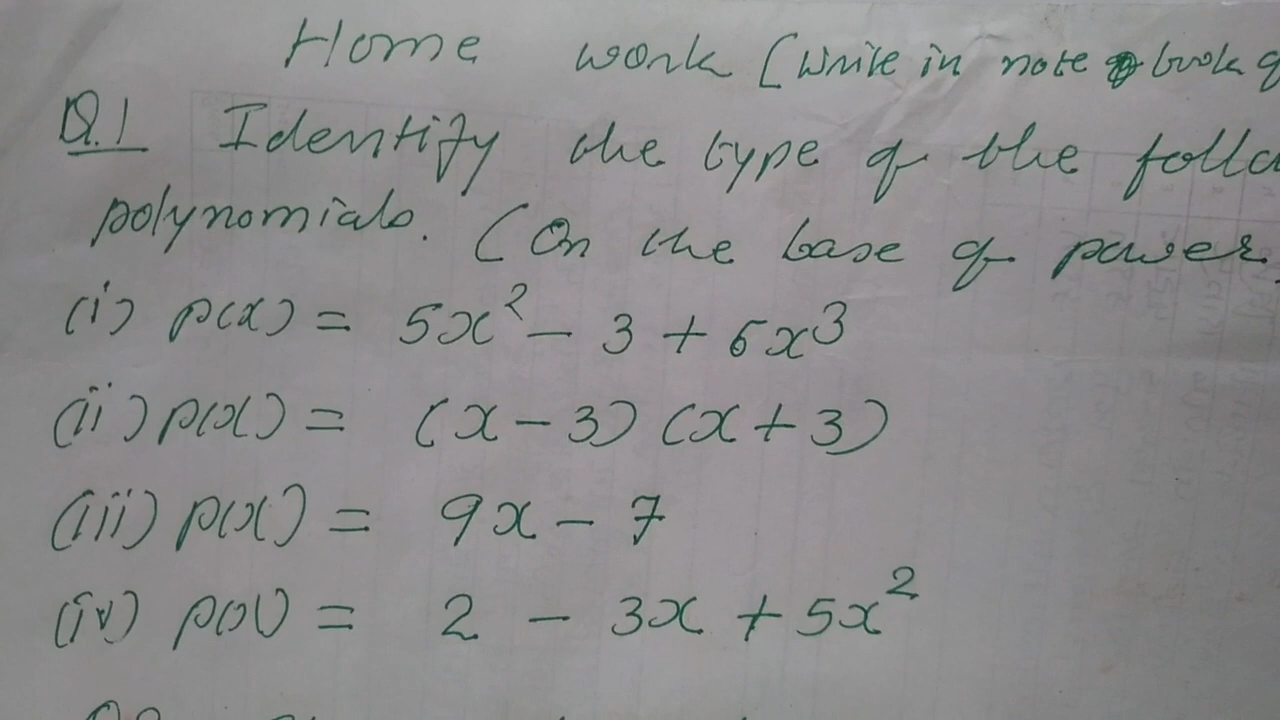 Home work (Write in note book
Q.1 Identify the type of the
polynomials. (On the base of power
(i) p(x) = 5x² - 3 + 6x³
(ii) p(x) = (x - 3) (x + 3)
(iii) p(x) = 9x - 7
(iv) p(x) = 2 - 3x + 5x²